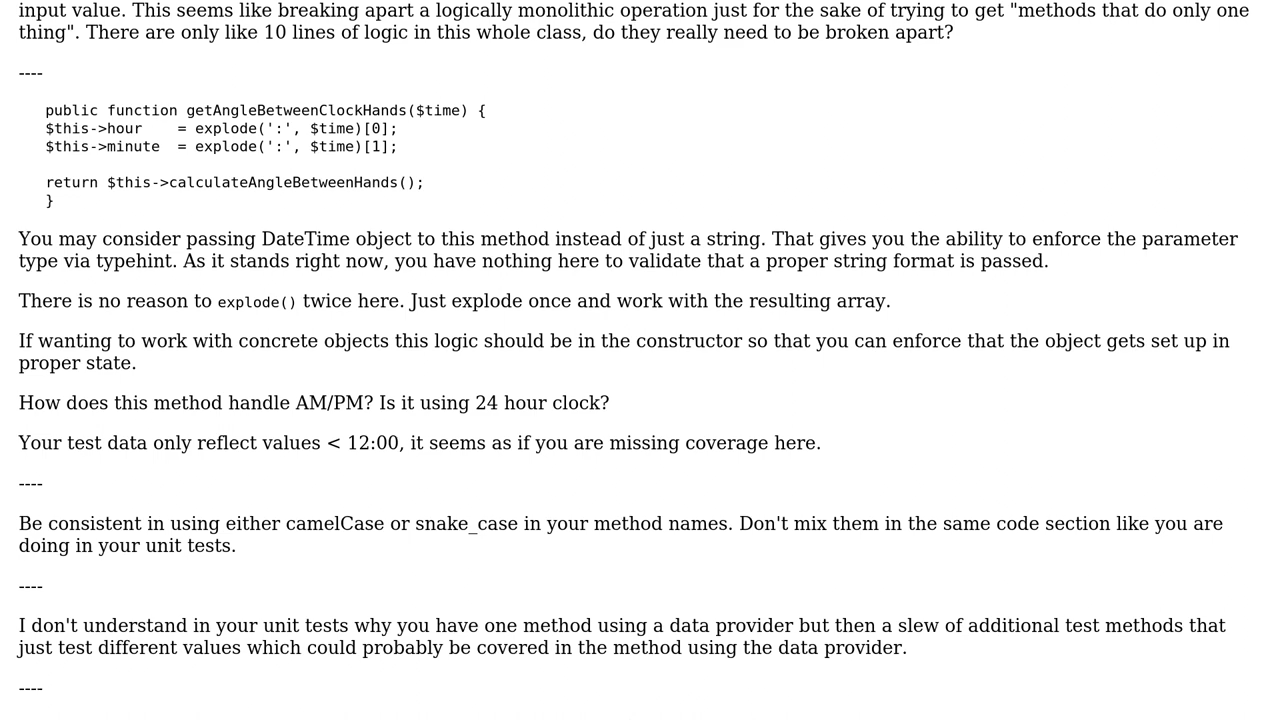 input value. This seems like breaking apart a logically monolithic operation just for the sake of trying to get "methods that do only one
thing". There are only like 10 lines of logic in this whole class, do they really need to be broken apart?
----
public function getAngleBetweenClockHands($time) {
$this->hour    = explode(':', $time)[0];
$this->minute  = explode(':', $time)[1];
return $this->calculateAngleBetweenHands();
}
You may consider passing DateTime object to this method instead of just a string. That gives you the ability to enforce the parameter
type via typehint. As it stands right now, you have nothing here to validate that a proper string format is passed.
There is no reason to explode() twice here. Just explode once and work with the resulting array.
If wanting to work with concrete objects this logic should be in the constructor so that you can enforce that the object gets set up in
proper state.
How does this method handle AM/PM? Is it using 24 hour clock?
Your test data only reflect values < 12:00, it seems as if you are missing coverage here.
----
Be consistent in using either camelCase or snake_case in your method names. Don't mix them in the same code section like you are
doing in your unit tests.
----
I don't understand in your unit tests why you have one method using a data provider but then a slew of additional test methods that
just test different values which could probably be covered in the method using the data provider.
----